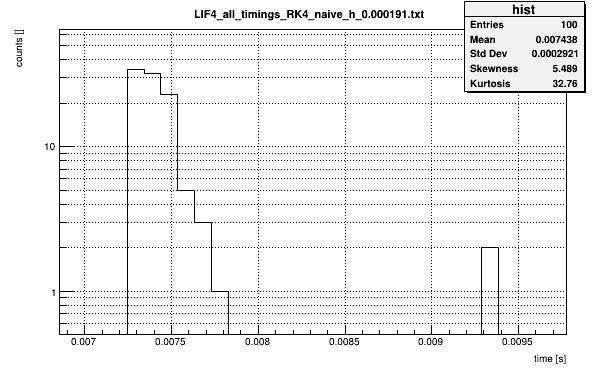 LIF4_all_timings_RK4_naive_h_0.000191.txt
hist
Entries 100
Mean 0.007438
Std Dev 0.0002921
Skewness 5.489
Kurtosis 32.76
counts []
10
1
0.007 0.0075 0.008 0.0085 0.009 0.0095
time [s]